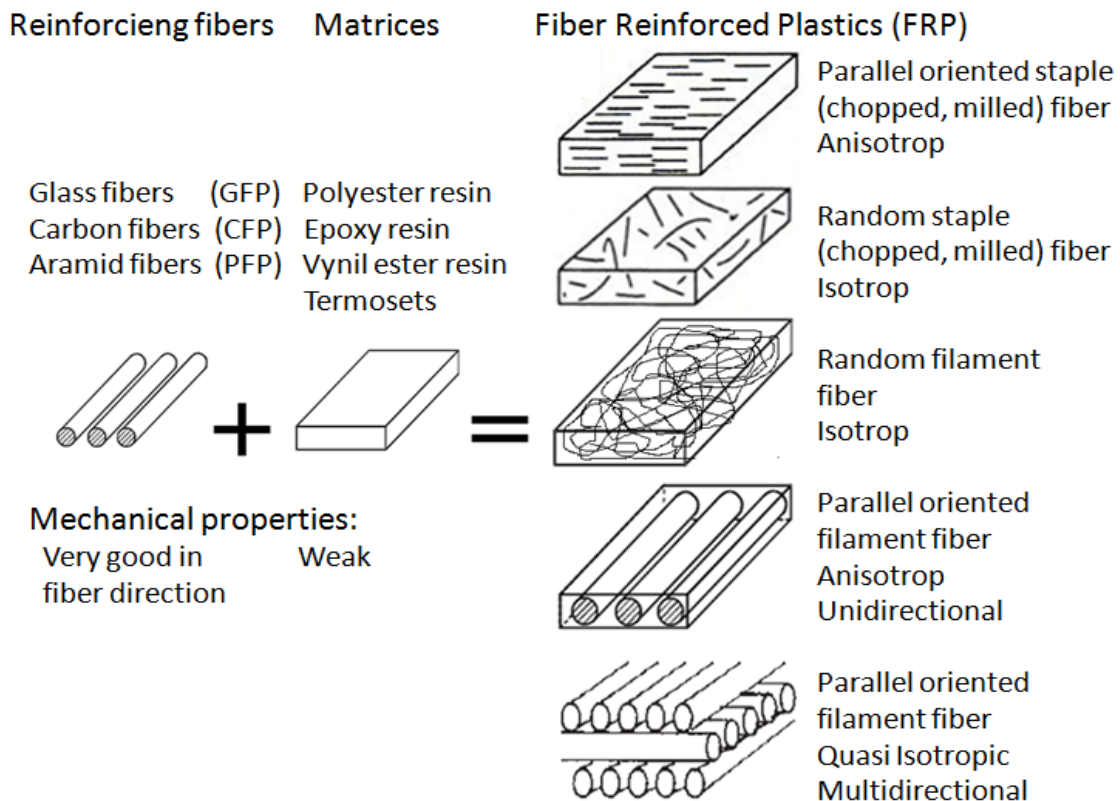 Reinforcieng fibers
Matrices
Fiber Reinforced Plastics (FRP)
Glass fibers (GFP)
Carbon fibers (CFP)
Aramid fibers (PFP)
Polyester resin
Epoxy resin
Vynil ester resin
Termosets
+
=
Mechanical properties:
Very good in
fiber direction
Weak
Parallel oriented staple
(chopped, milled) fiber
Anisotrop
Random staple
(chopped, milled) fiber
Isotrop
Random filament
fiber
Isotrop
Parallel oriented
filament fiber
Anisotrop
Unidirectional
Parallel oriented
filament fiber
Quasi Isotropic
Multidirectional